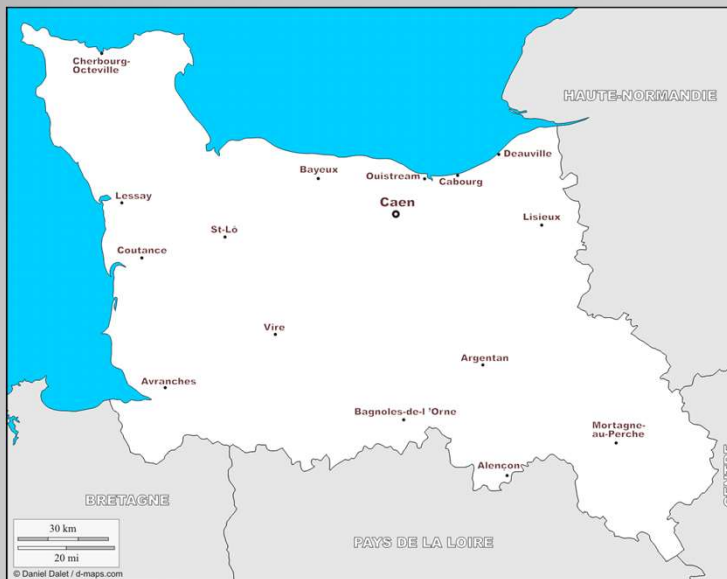 Cherbourg-
Octeville
HAUTE-NORMANDIE
Deauville
Bayeux
Ouistream
Cabourg
Lessay
Caen
Lisieux
St-Lô
Coutance
Vire
Argentan
Avranches
Bagnoles-de-l 'Orne
Mortagne-
au-Perche
Alençon
CENTRE
BRETAGNE
PAYS DE LA LOIRE
30 km
20 mi
© Daniel Dalet / d-maps.com